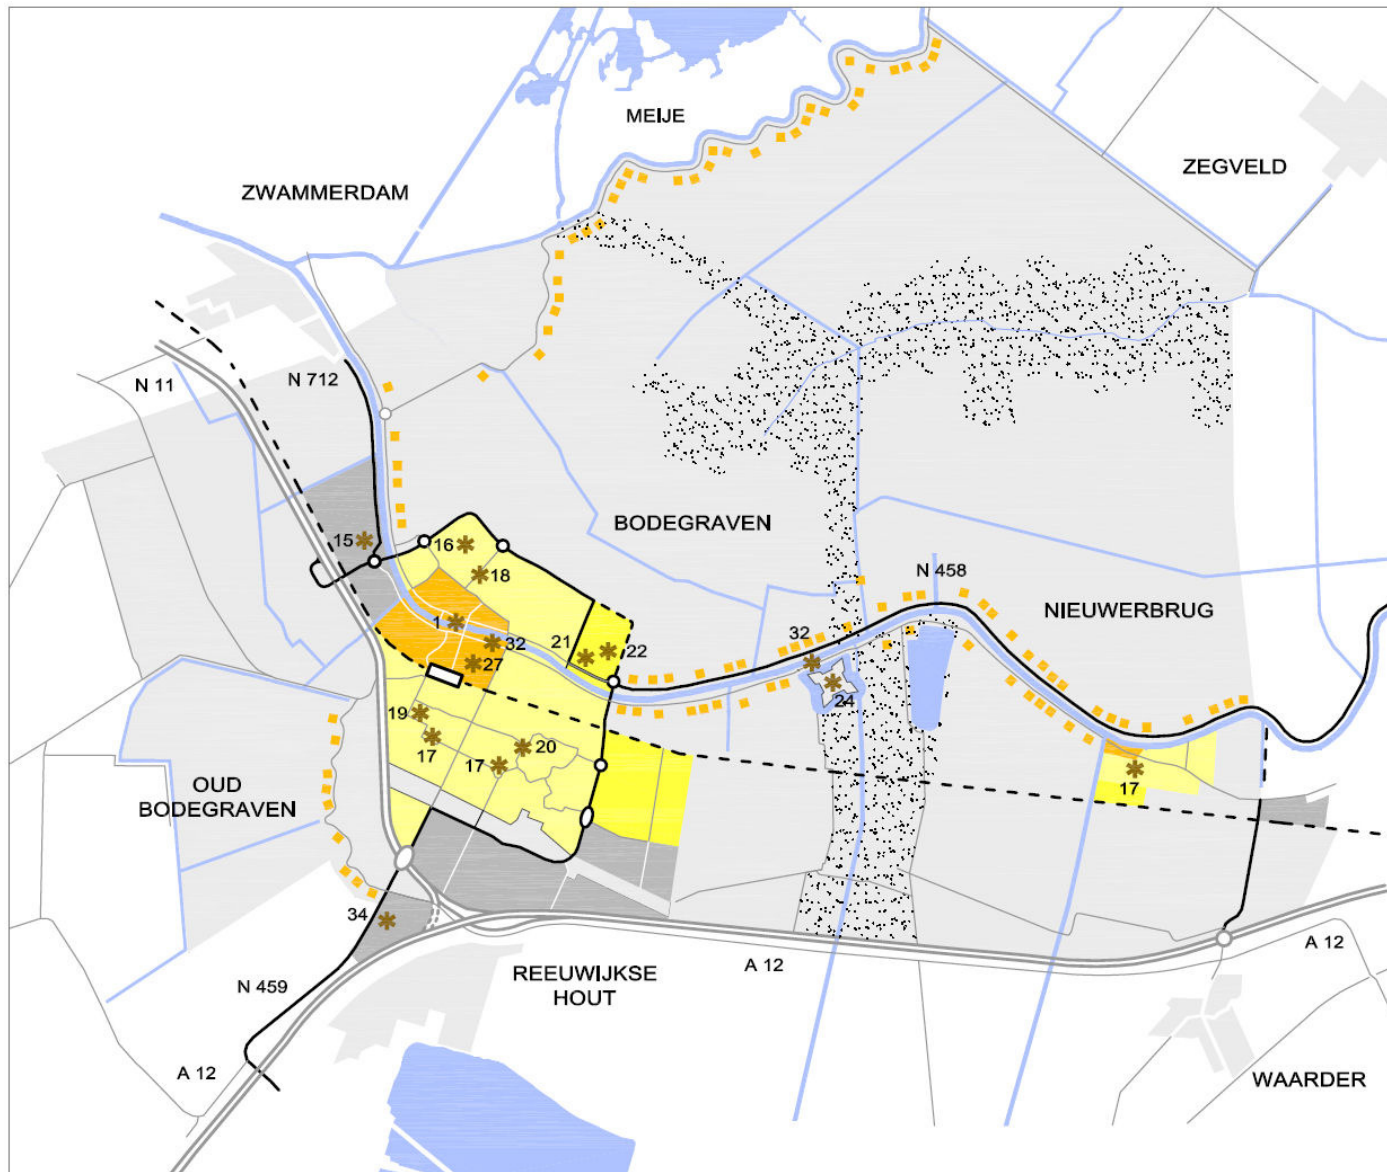 MEIJE
ZEGVELD
ZWAMMERDAM
N 712
N 11
BODEGRAVEN
15
16
18
N 458
NIEUWERBRUG
1
32
21
22
32
27
24
19
17
20
17
17
OUD
BODEGRAVEN
34
REEUWIJKSE
HOUT
A 12
A 12
N 459
A 12
WAARDER